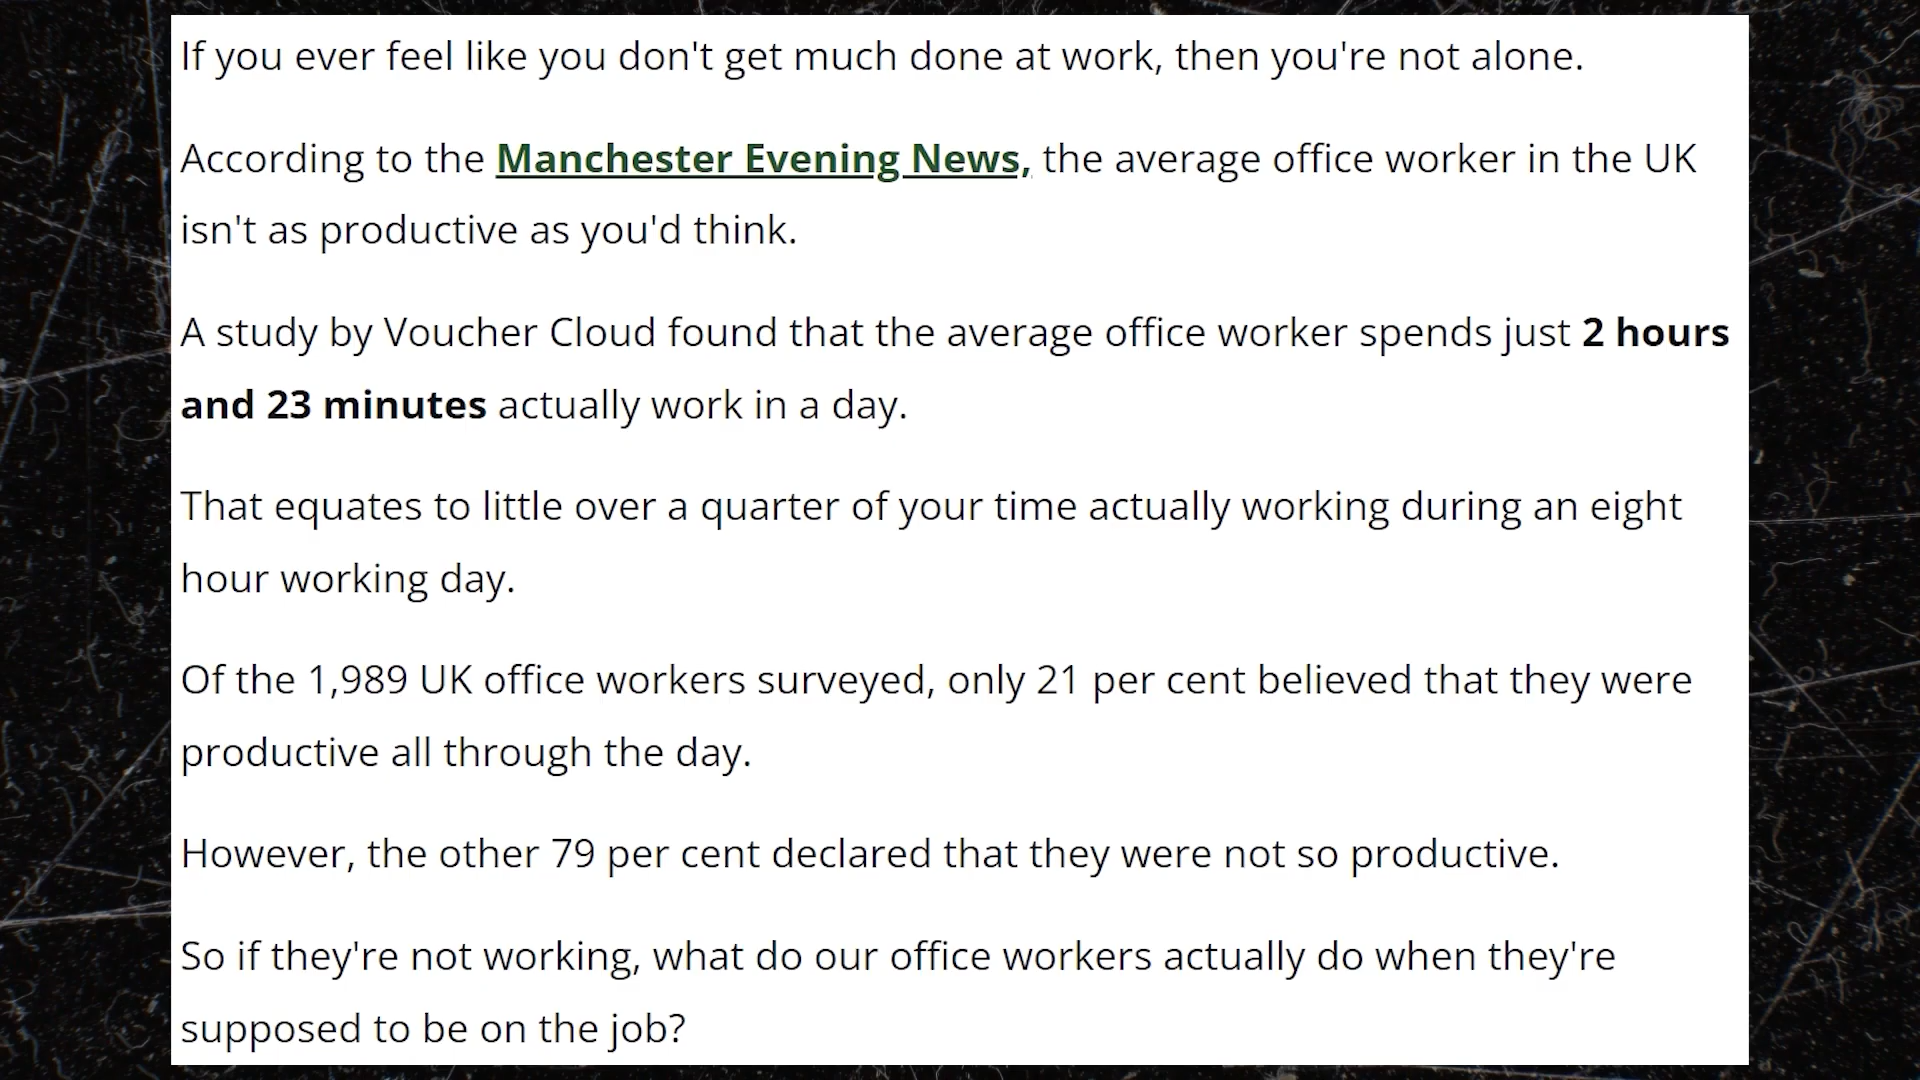 If you ever feel like you don't get much done at work, then you're not alone.
According to the Manchester Evening News, the average office worker in the UK
isn't as productive as you'd think.
A study by Voucher Cloud found that the average office worker spends just 2 hours
and 23 minutes actually work in a day.
That equates to little over a quarter of your time actually working during an eight
hour working day.
Of the 1,989 UK office workers surveyed, only 21 per cent believed that they were
productive all through the day.
However, the other 79 per cent declared that they were not so productive.
So if they're not working, what do our office workers actually do when they're
supposed to be on the job?